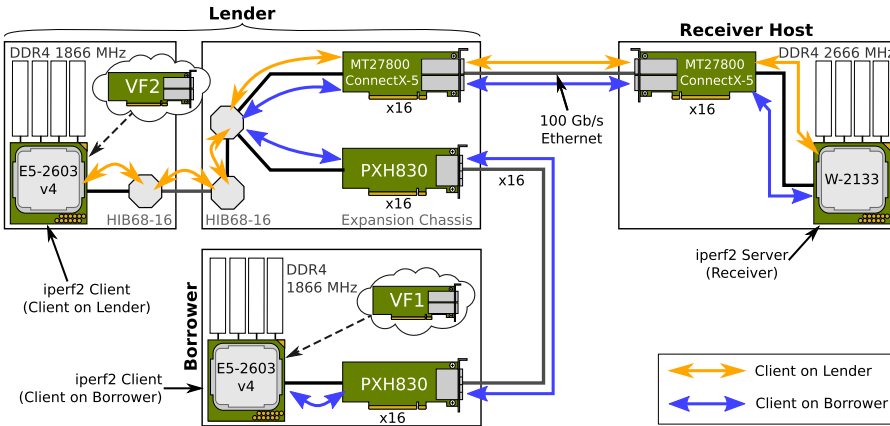 Lender
Receiver Host
DDR4 1866 MHz
VF2
E5-2603
v4
HIB68-16
HIB68-16
MT27800
ConnectX-5
x16
PXH830
x16
Expansion Chassis
x16
100 Gb/s
Ethernet
MT27800
ConnectX-5
x16
DDR4 2666 MHz
W-2133
iperf2 Client
(Client on Lender)
iperf2 Server
(Receiver)
Borrower
DDR4
1866 MHz
VF1
E5-2603
v4
PXH830
x16
iperf2 Client
(Client on Borrower)
Client on Lender
Client on Borrower